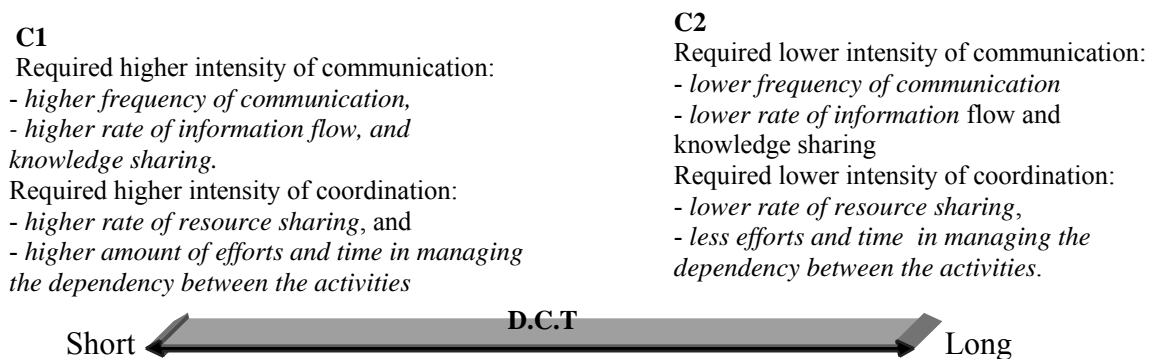 C1
Required higher intensity of communication:
- higher frequency of communication,
- higher rate of information flow, and
knowledge sharing.
Required higher intensity of coordination:
- higher rate of resource sharing, and
- higher amount of efforts and time in managing
the dependency between the activities
C2
Required lower intensity of communication:
- lower frequency of communication
- lower rate of information flow and
knowledge sharing
Required lower intensity of coordination:
- lower rate of resource sharing,
- less efforts and time in managing the
dependency between the activities.
D.C.T
Short
Long